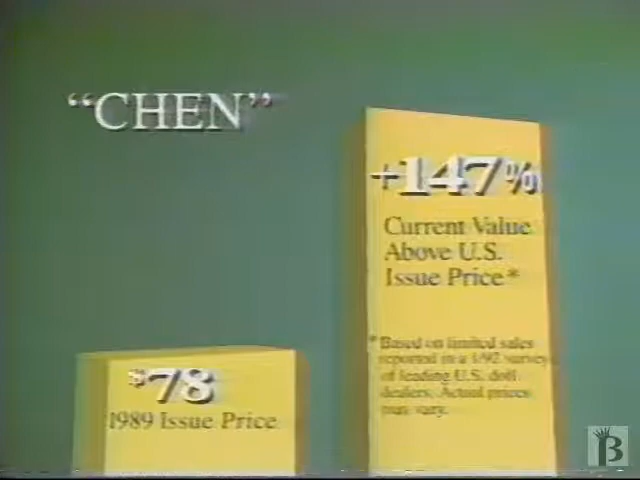 “CHEN”
+147%
Current Value
Above U.S.
Issue Price*
*Based on limited sales
reported in a 1/92 survey
of leading U.S. doll
dealers. Actual prices
may vary.
$78
1989 Issue Price
B